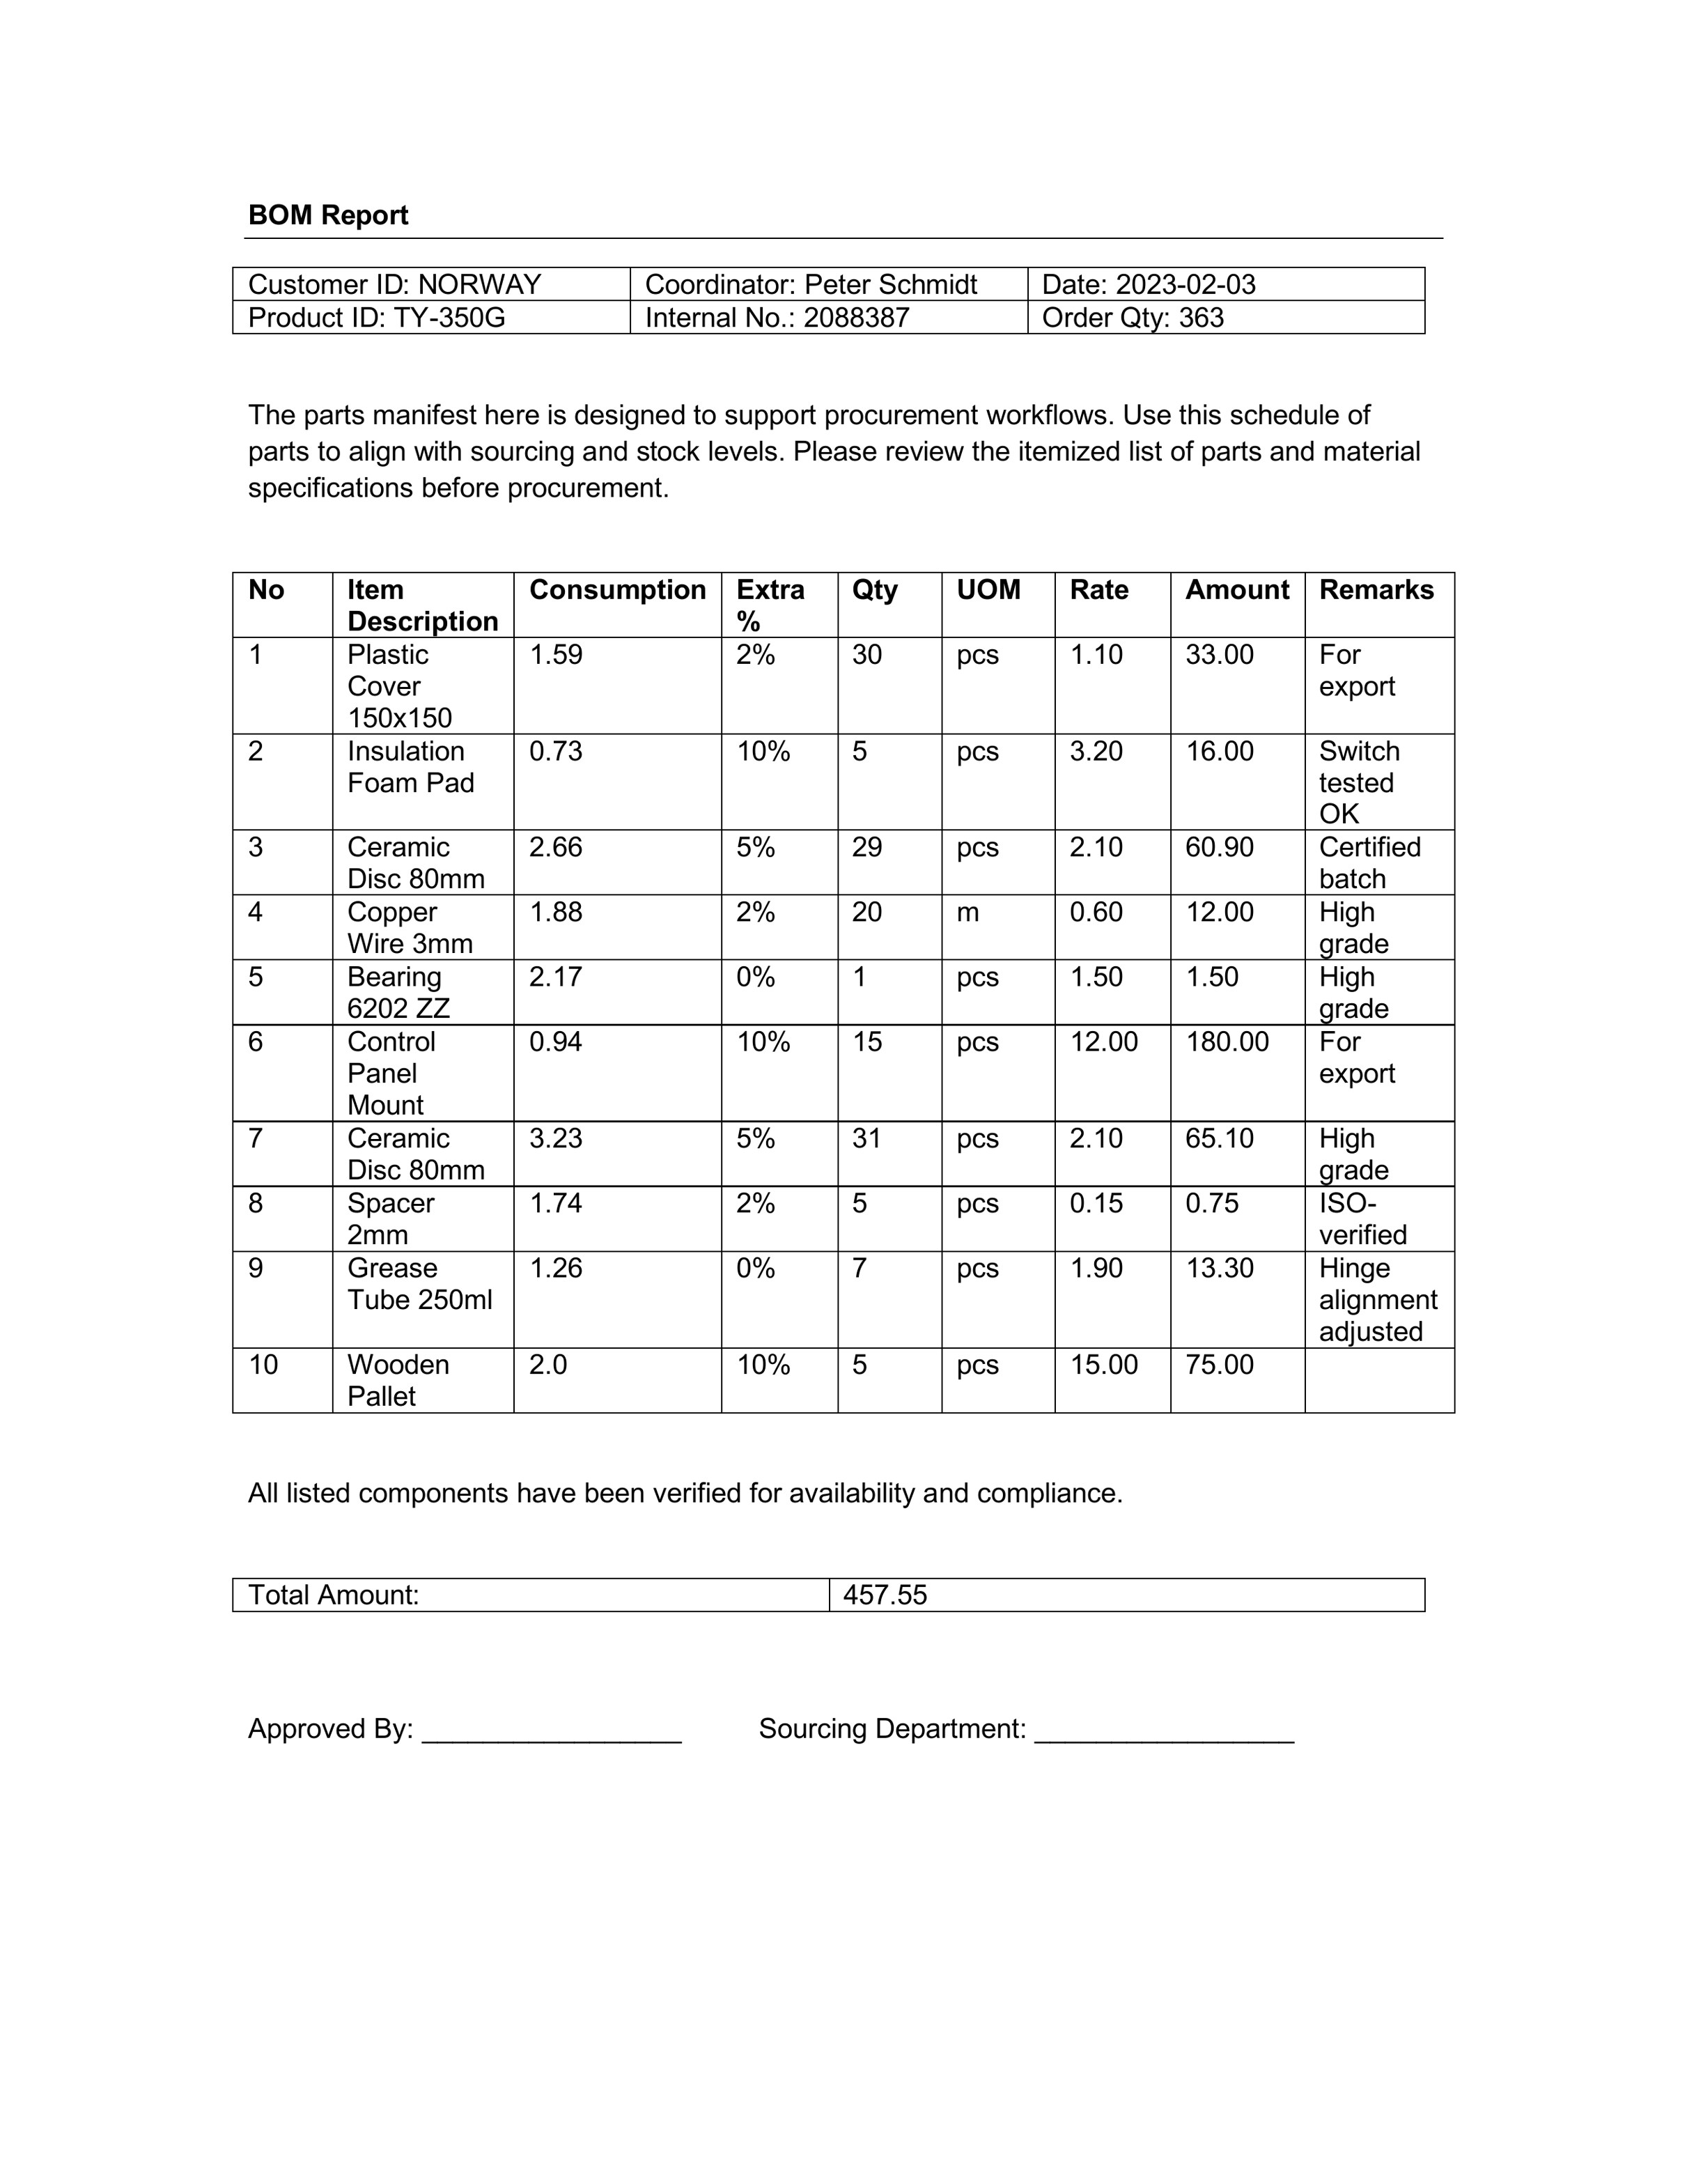 BOM Report
Customer ID: NORWAY Coordinator: Peter Schmidt Date: 2023-02-03
Product ID: TY-350G Internal No.: 2088387 Order Qty: 363
The parts manifest here is designed to support procurement workflows. Use this schedule of
parts to align with sourcing and stock levels. Please review the itemized list of parts and material
specifications before procurement.
No Item Consumption Extra Qty UOM Rate Amount Remarks
Description %
1 Plastic 1.59 2% 30 pcs 1.10 33.00 For
Cover export
150x150
2 Insulation 0.73 10% 5 pcs 3.20 16.00 Switch
Foam Pad tested
OK
3 Ceramic 2.66 5% 29 pcs 2.10 60.90 Certified
Disc 80mm batch
4 Copper 1.88 2% 20 m 0.60 12.00 High
Wire 3mm grade
5 Bearing 2.17 0% 1 pcs 1.50 1.50 High
6202 ZZ grade
6 Control 0.94 10% 15 pcs 12.00 180.00 For
Panel export
Mount
7 Ceramic 3.23 5% 31 pcs 2.10 65.10 High
Disc 80mm grade
8 Spacer 1.74 2% 5 pcs 0.15 0.75 ISO-
2mm verified
9 Grease 1.26 0% 7 pcs 1.90 13.30 Hinge
Tube 250ml alignment
adjusted
10 Wooden 2.0 10% 5 pcs 15.00 75.00
Pallet
All listed components have been verified for availability and compliance.
Total Amount: 457.55
Approved By: _________________ Sourcing Department: _________________